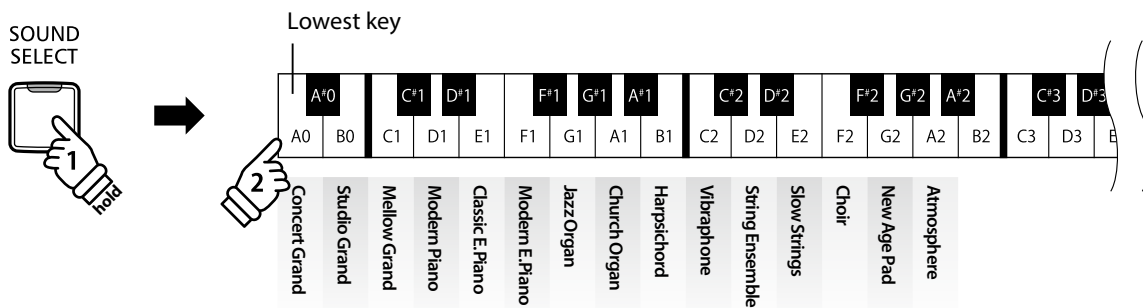 Lowest key
SOUND
SELECT
A#0 C#1 D#1 F#1 G#1 A#1 C#2 D#2 F#2 G#2 A#2 C#3 D#3
A0 B0 C1 D1 E1 F1 G1 A1 B1 C2 D2 E2 F2 G2 A2 B2 C3 D3 E
1
hold
2
Concert Grand
Studio Grand
Mellow Grand
Modern Piano
Classic E.Piano
Modern E.Piano
Jazz Organ
Church Organ
Harpsichord
Vibraphone
String Ensemble
Slow Strings
Choir
New Age Pad
Atmosphere